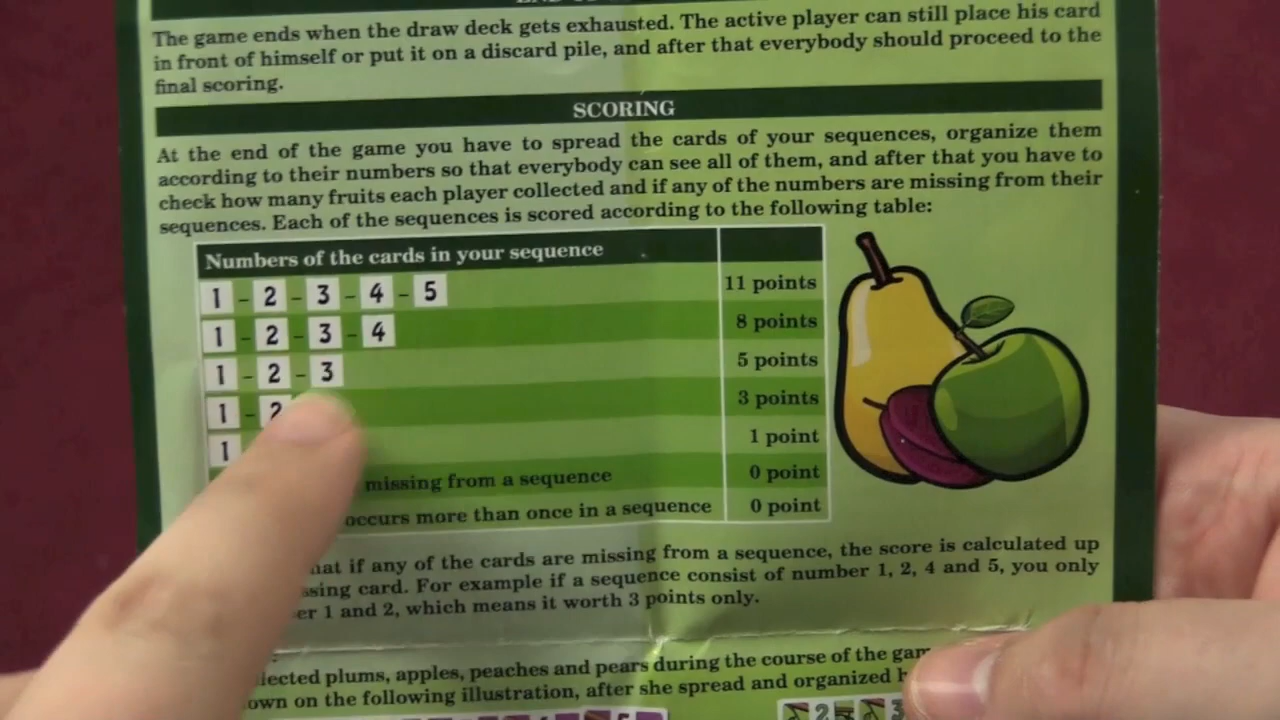 The game ends when the draw deck gets exhausted. The active player can still place his card
in front of himself or put it on a discard pile, and after that everybody should proceed to the
final scoring.
SCORING
At the end of the game you have to spread the cards of your sequences, organize them
according to their numbers so that everybody can see all of them, and after that you have to
check how many fruits each player collected and if any of the numbers are missing from their
sequences. Each of the sequences is scored according to the following table:
Numbers of the cards in your sequence
1 - 2 - 3 - 4 - 5 11 points
1 - 2 - 3 - 4 8 points
1 - 2 - 3 5 points
1 - 2 3 points
1 1 point
missing from a sequence 0 point
occurs more than once in a sequence 0 point
if any of the cards are missing from a sequence, the score is calculated up
card. For example if a sequence consist of number 1, 2, 4 and 5, you only
1 and 2, which means it worth 3 points only.
plums, apples, peaches and pears during the course of the
on the following illustration, after she spread and organized
2 3